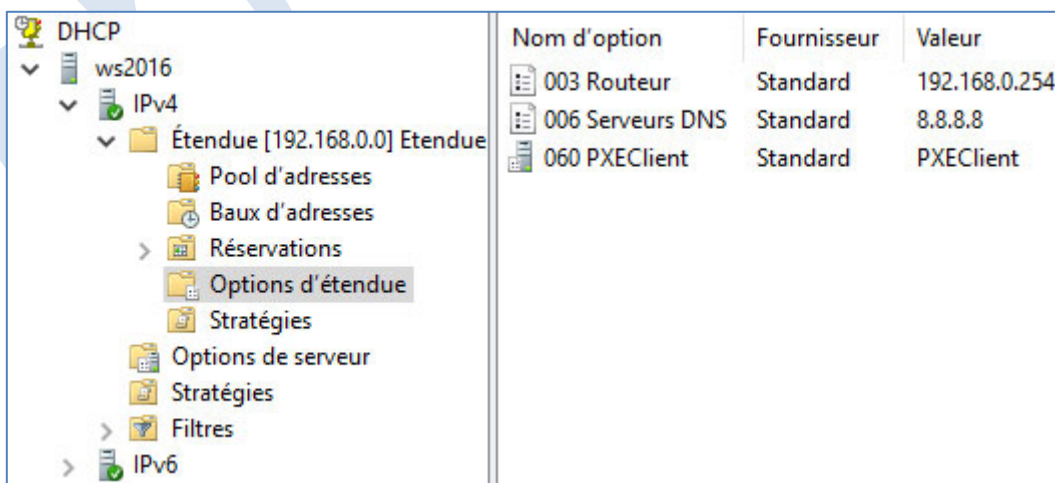 DHCP
ws2016
IPv4
Étendue [192.168.0.0] Etendue
Pool d'adresses
Baux d'adresses
Réservations
Options d'étendue
Stratégies
Options de serveur
Stratégies
Filtres
IPv6
Nom d'option Fournisseur Valeur
003 Routeur Standard 192.168.0.254
006 Serveurs DNS Standard 8.8.8.8
060 PXEClient Standard PXEClient